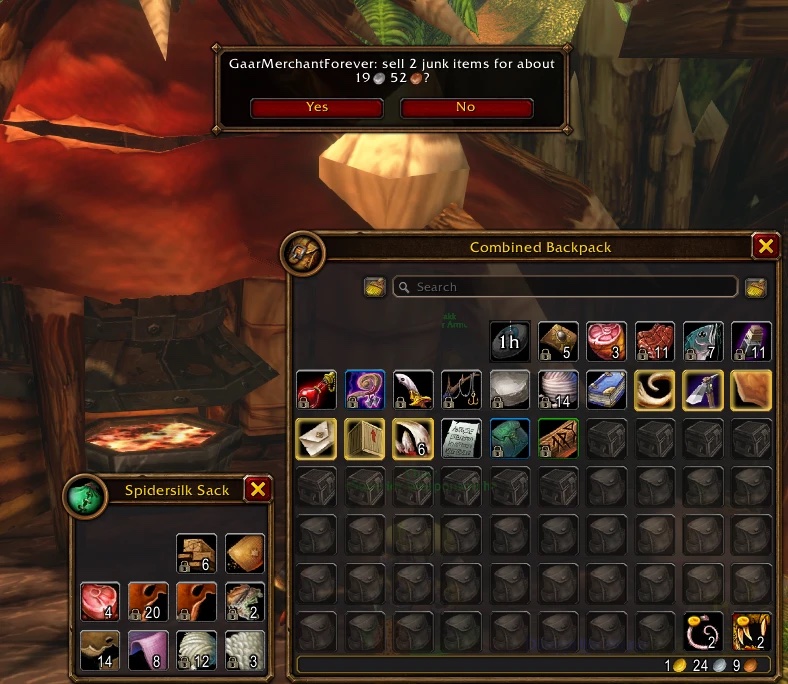 GaarMerchantForever: sell 2 junk items for about
19 52 ?
Yes
No
Combined Backpack
Search
1h
5
3
11
7
11
14
6
Spidersilk Sack
6
4
20
2
14
8
12
3
2
2
1 24 9